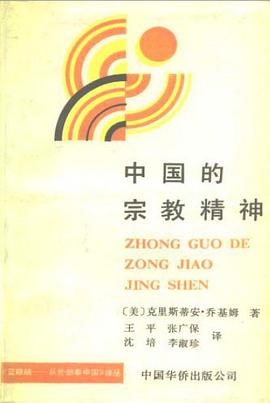 中国的
宗教精神
ZHONG GUO DE
ZONG JIAO
JING SHEN
〔美〕克里斯蒂安·乔基姆 著
王平 张广保
沈培 李淑珍 译
中国华侨出版公司